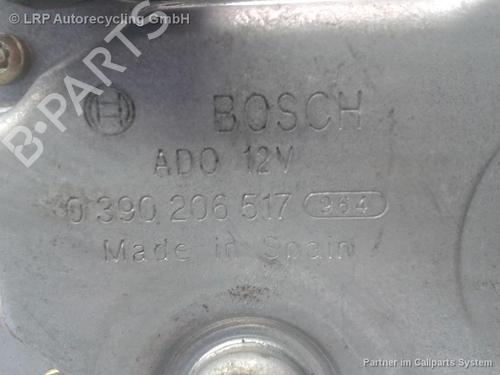 © LRP Autorecycling GmbH
B-PARTS
BOSCH
ADO 12V
0 390 206 517 964
Made in Spain
Partner im Callparts System